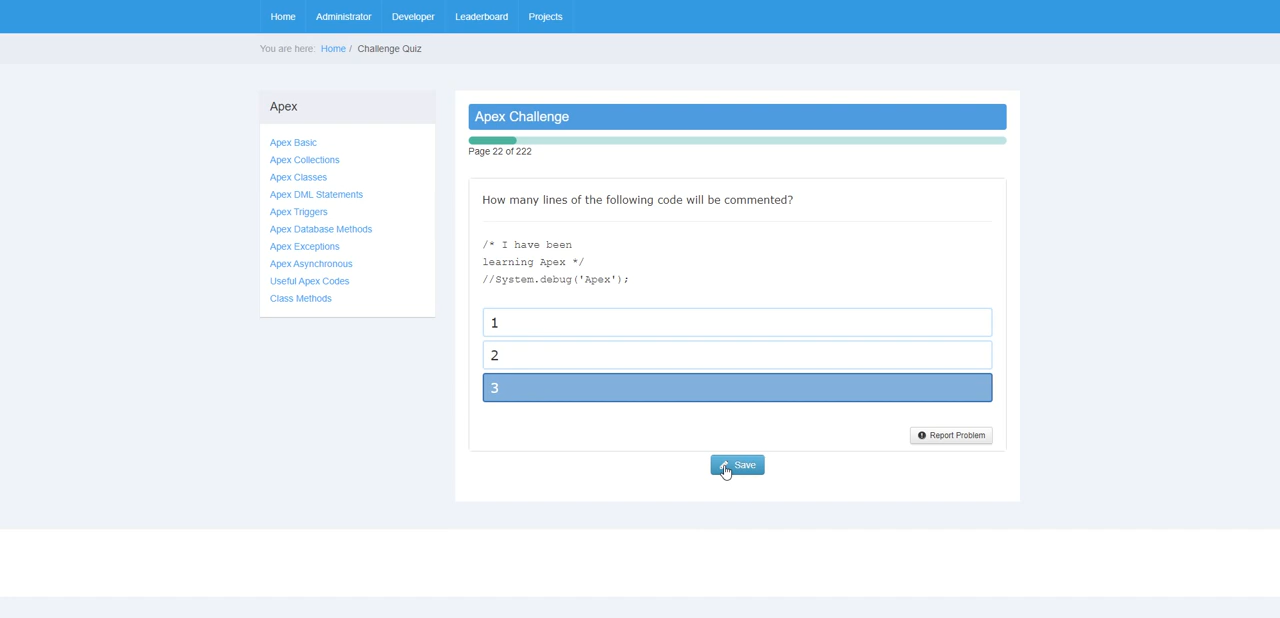 Home Administrator Developer Leaderboard Projects
You are here: Home / Challenge Quiz
Apex
Apex Basic
Apex Collections
Apex Classes
Apex DML Statements
Apex Triggers
Apex Database Methods
Apex Exceptions
Apex Asynchronous
Useful Apex Codes
Class Methods
Apex Challenge
Page 22 of 222
How many lines of the following code will be commented?
/* I have been
learning Apex */
//System.debug('Apex');
1
2
3
Report Problem
Save